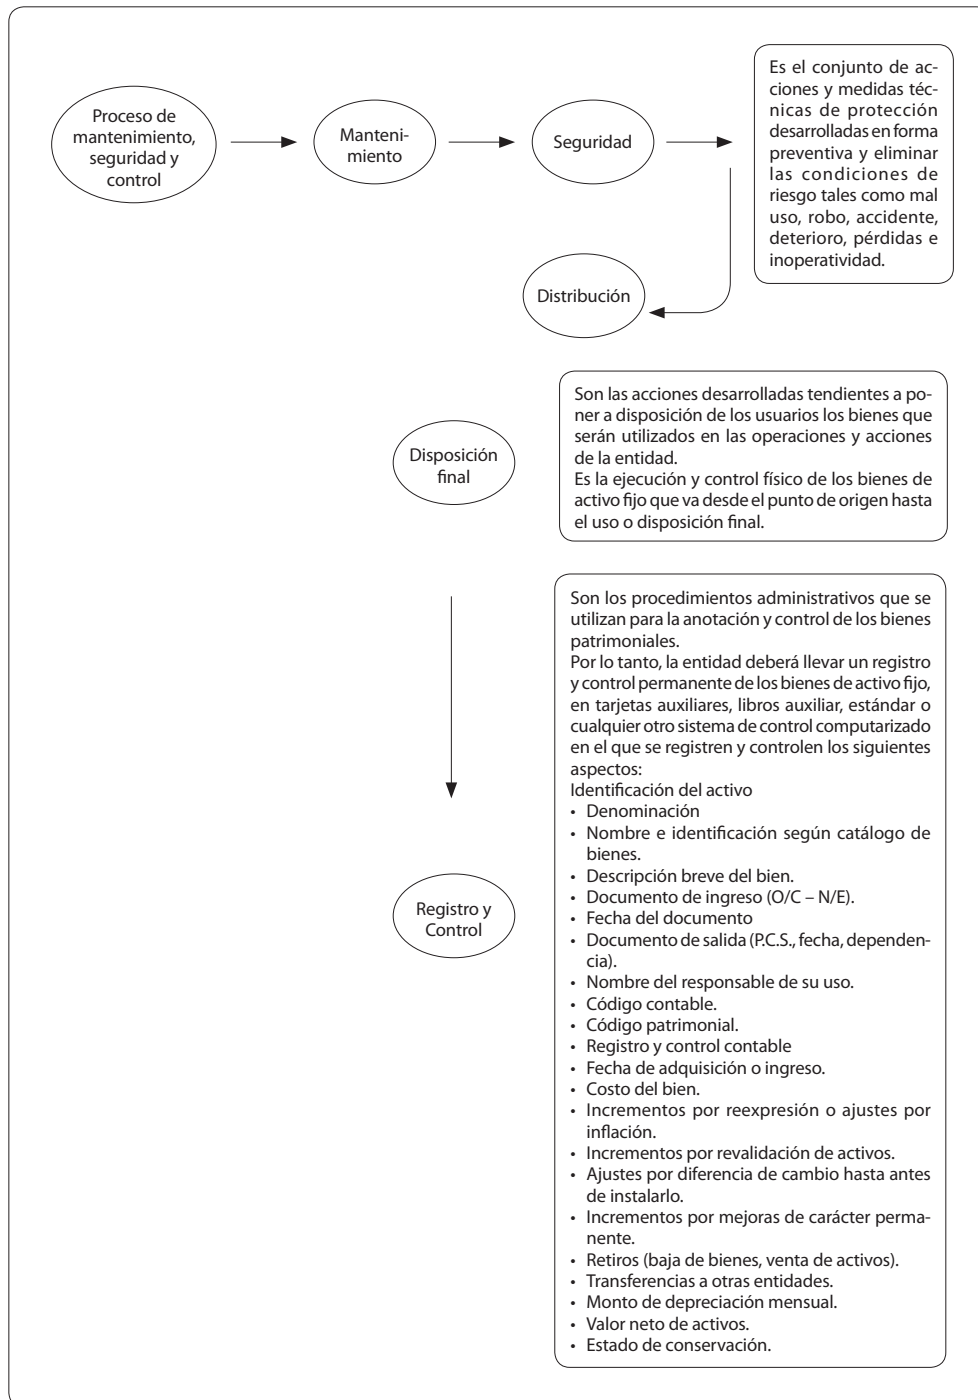 Proceso de
mantenimiento,
seguridad y
control
Manteni-
miento
Seguridad
Es el conjunto de ac-
ciones y medidas téc-
nicas de protección
desarrolladas en forma
preventiva y eliminar
las condiciones de
riesgo tales como mal
uso, robo, accidente,
deterioro, pérdidas e
inoperatividad.
Distribución
Disposición
final
Son las acciones desarrolladas tendientes a po-
ner a disposición de los usuarios los bienes que
serán utilizados en las operaciones y acciones
de la entidad.
Es la ejecución y control físico de los bienes de
activo fijo que va desde el punto de origen hasta
el uso o disposición final.
Registro y
Control
Son los procedimientos administrativos que se
utilizan para la anotación y control de los bienes
patrimoniales.
Por lo tanto, la entidad deberá llevar un registro
y control permanente de los bienes de activo fijo,
en tarjetas auxiliares, libros auxiliar, estándar o
cualquier otro sistema de control computarizado
en el que se registren y controlen los siguientes
aspectos:
Identificación del activo
• Denominación
• Nombre e identificación según catálogo de
bienes.
• Descripción breve del bien.
• Documento de ingreso (O/C – N/E).
• Fecha del documento
• Documento de salida (P.C.S., fecha, dependen-
cia).
• Nombre del responsable de su uso.
• Código contable.
• Código patrimonial.
• Registro y control contable
• Fecha de adquisición o ingreso.
• Costo del bien.
• Incrementos por reexpresión o ajustes por
inflación.
• Incrementos por revalidación de activos.
• Ajustes por diferencia de cambio hasta antes
de instalarlo.
• Incrementos por mejoras de carácter perma-
nente.
• Retiros (baja de bienes, venta de activos).
• Transferencias a otras entidades.
• Monto de depreciación mensual.
• Valor neto de activos.
• Estado de conservación.